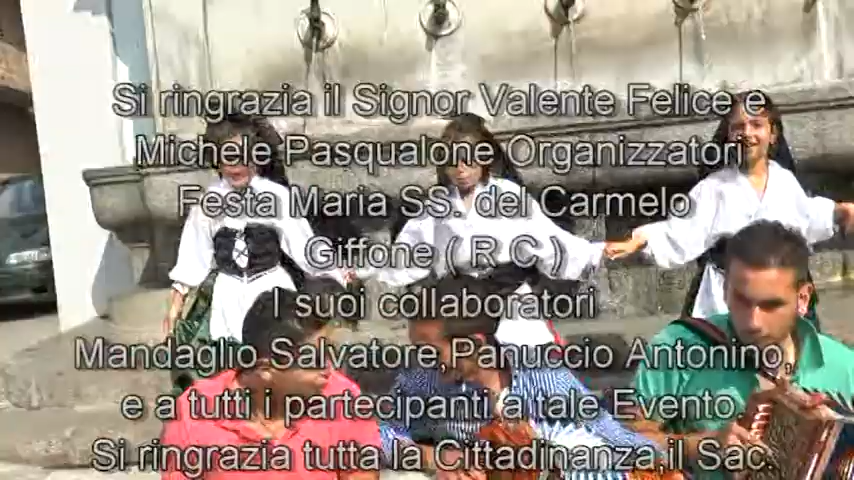 Si ringrazia il Signor Valente Felice e
Michele Pasqualone Organizzatori
Festa Maria SS. del Carmelo
Giffone ( R C )
I suoi collaboratori
Mandaglio Salvatore, Panuccio Antonino,
e a tutti i partecipanti a tale Evento.
Si ringrazia tutta la Cittadinanza,il Sac.